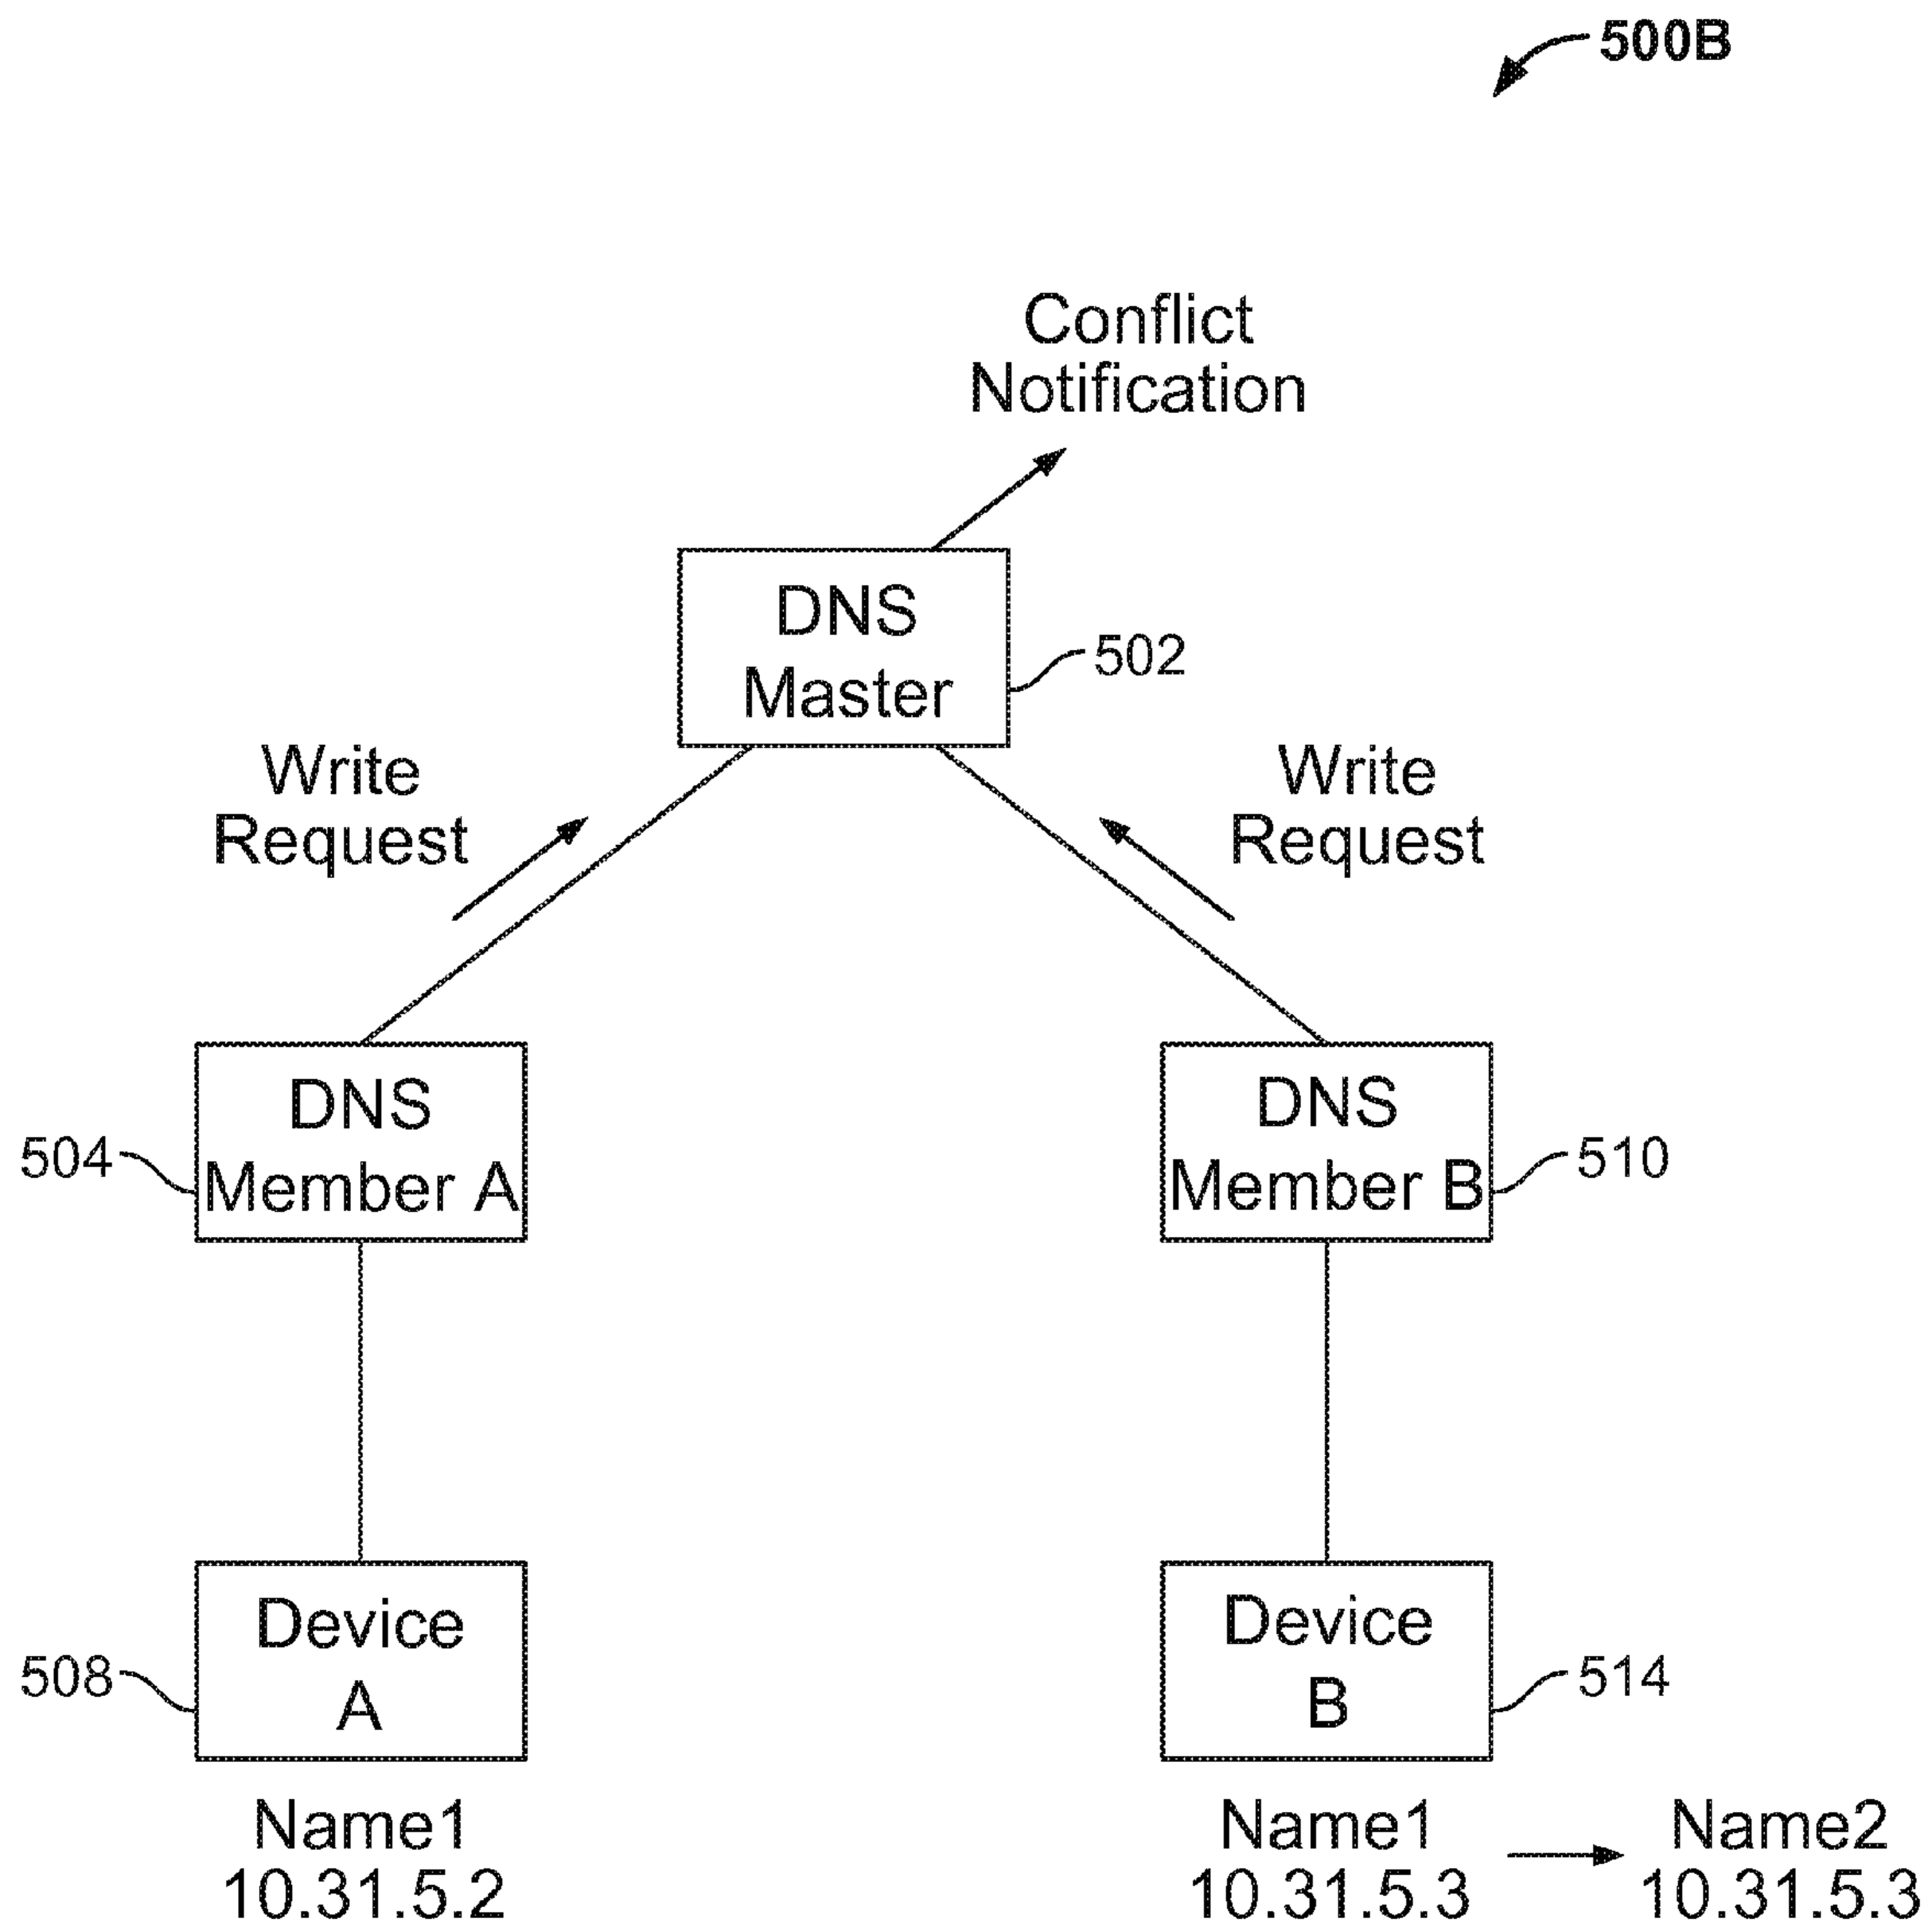 500B
Conflict
Notification
DNS
Master
502
Write
Request
Write
Request
DNS
Member A
504
DNS
Member B
510
Device
A
508
Device
B
514
Name1
10.31.5.2
Name1
10.31.5.3
Name2
10.31.5.3